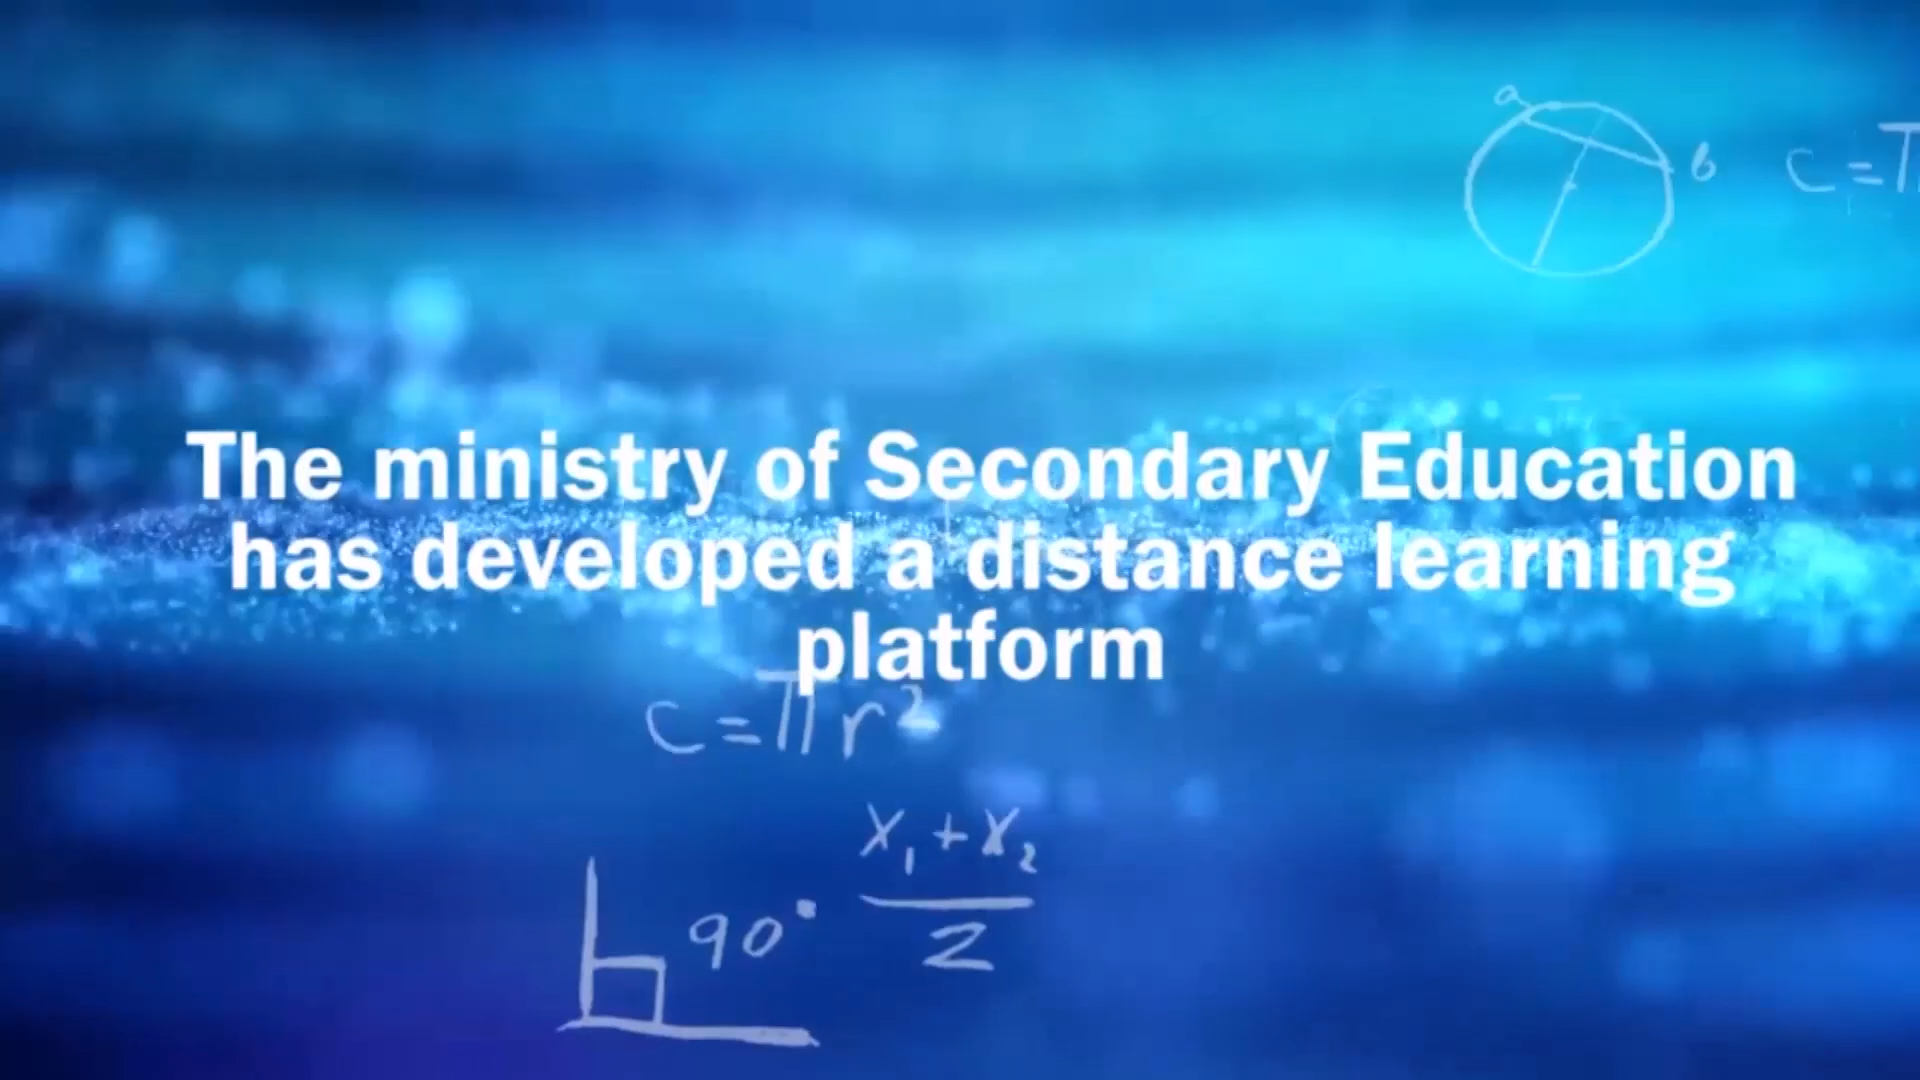 a
b c=π
The ministry of Secondary Education
has developed a distance learning
platform
c=πr²
x₁+x₂
90°
2